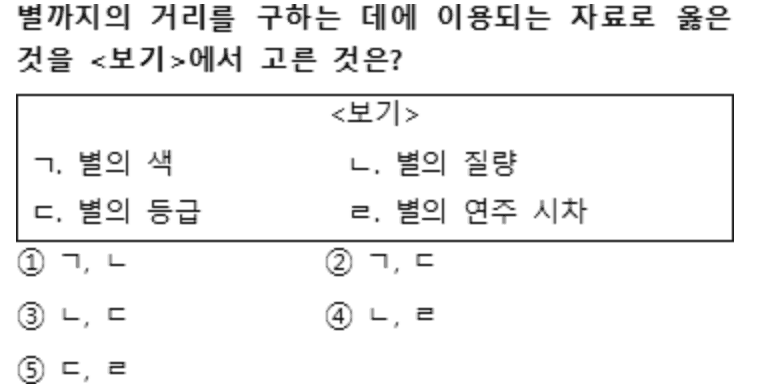 별까지의 거리를 구하는 데에 이용되는 자료로 옳은
것을 <보기>에서 고른 것은?
<보기>
ㄱ. 별의 색 ㄴ. 별의 질량
ㄷ. 별의 등급 ㄹ. 별의 연주 시차
① ㄱ, ㄴ ② ㄱ, ㄷ
③ ㄴ, ㄷ ④ ㄴ, ㄹ
⑤ ㄷ, ㄹ